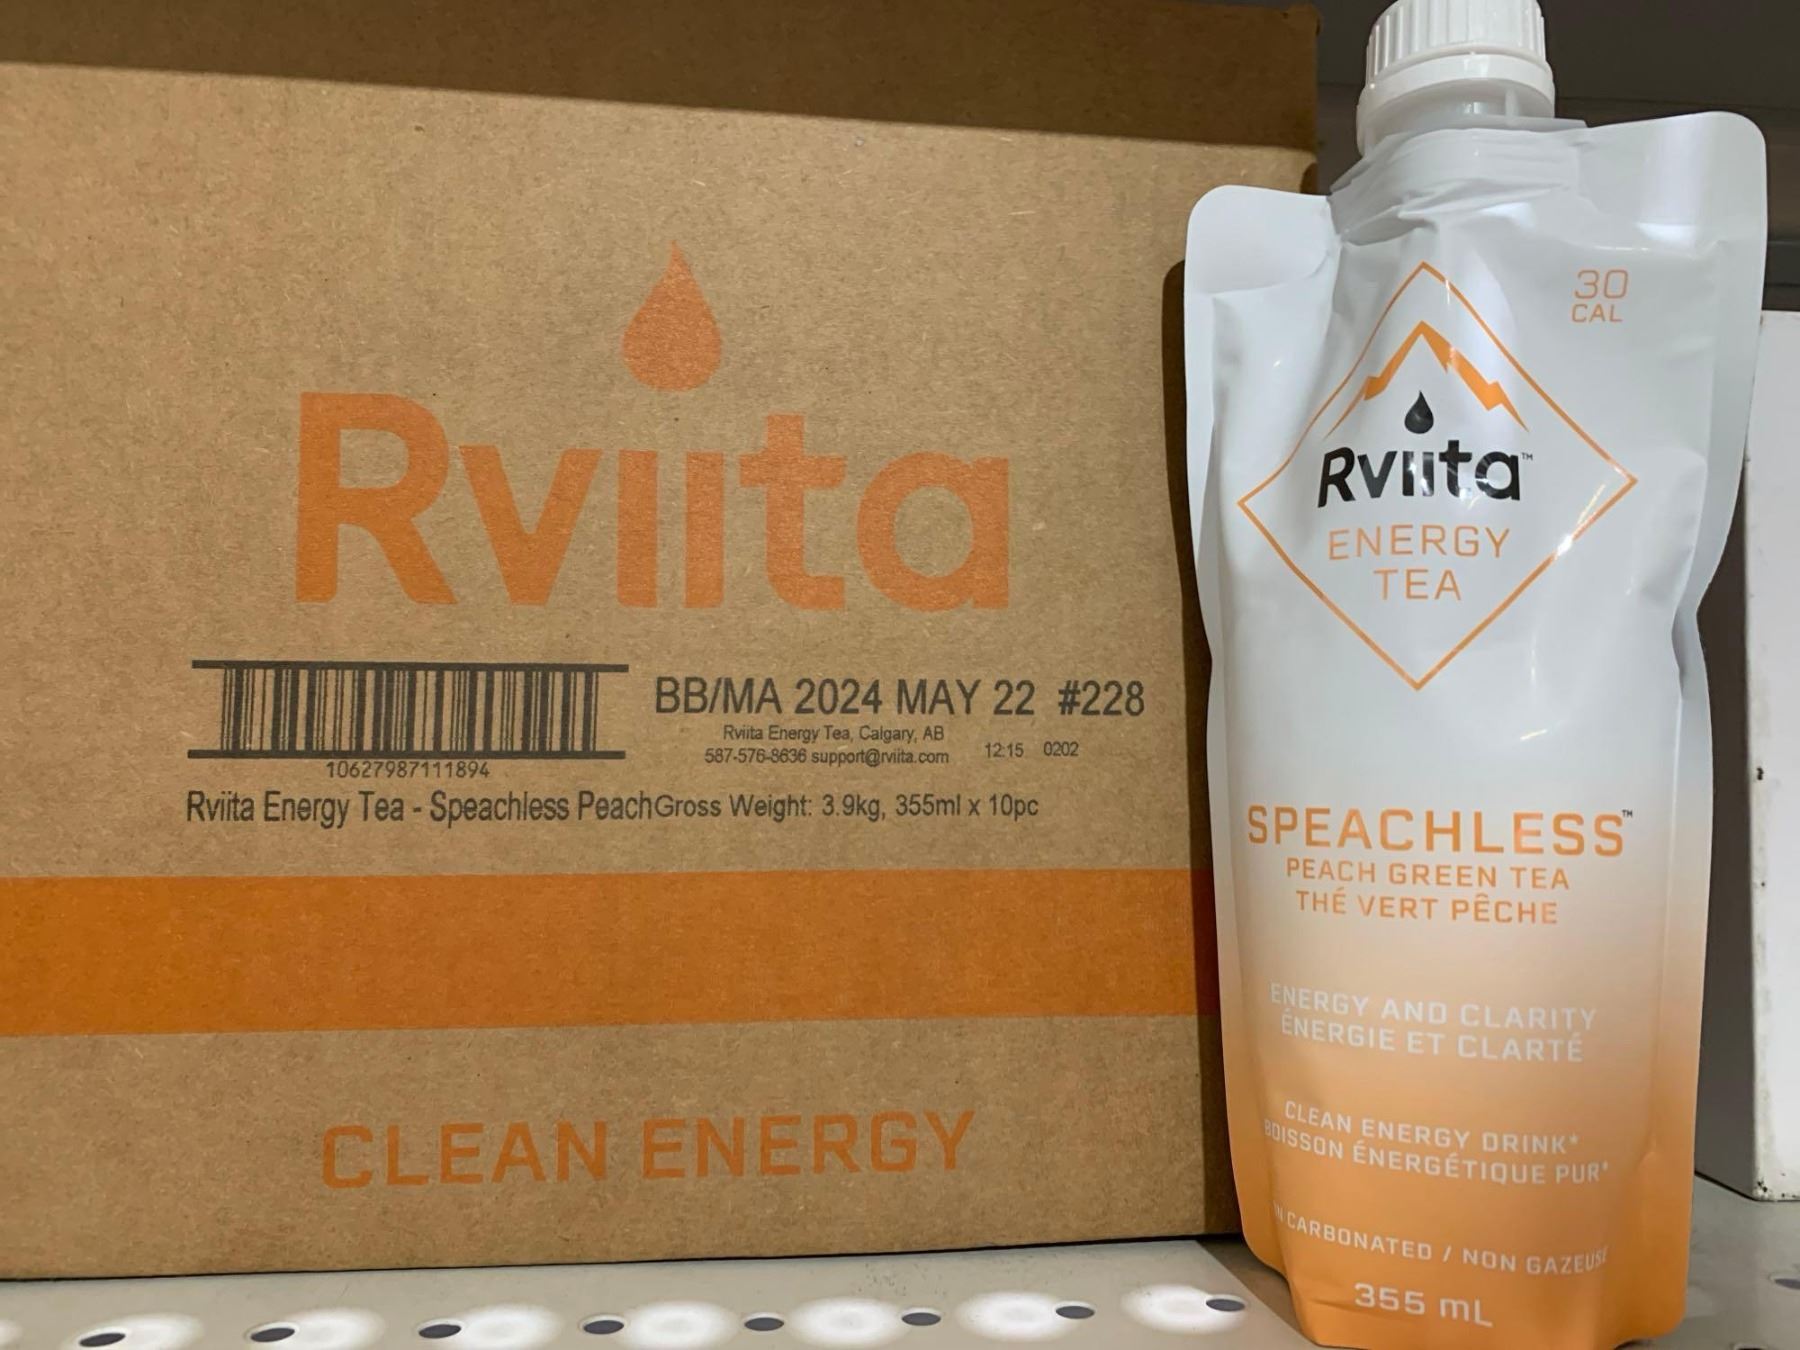 Rviita
10627987111894
BB/MA 2024 MAY 22 #228
Rviita Energy Tea, Calgary, AB
587-576-8636 support@rviita.com 12:15 0202
Rviita Energy Tea - Speachless Peach Gross Weight: 3.9kg, 355ml x 10pc
CLEAN ENERGY
30
CAL
Rviita™
ENERGY
TEA
SPEACHLESS™
PEACH GREEN TEA
THÉ VERT PÊCHE
ENERGY AND CLARITY
ÉNERGIE ET CLARTÉ
CLEAN ENERGY DRINK*
BOISSON ÉNERGÉTIQUE PUR*
CARBONATED / NON GAZEUSE
355 mL